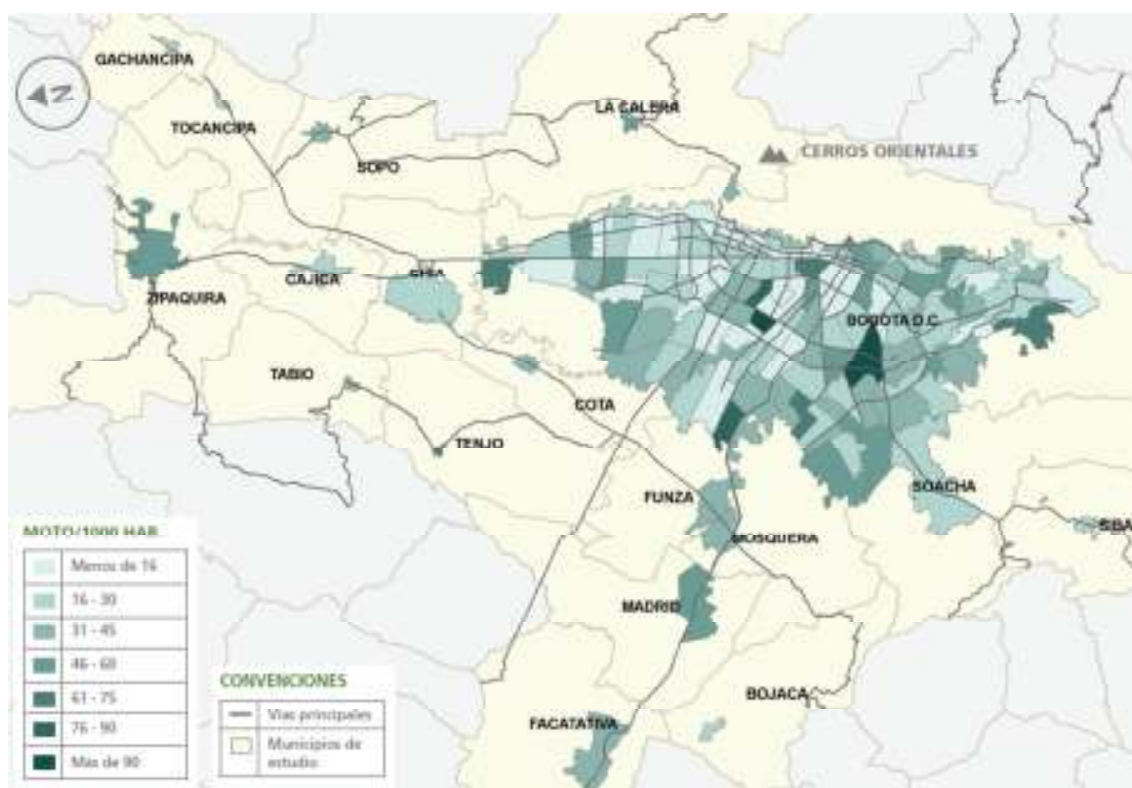 GACHANCIPA
N
LA CALERA
TOCANCIPA
CERROS ORIENTALES
SOPO
CAJICA
CHIA
ZIPAQUIRA
BOGOTA D.C.
TABIO
COTA
TENJO
SOACHA
FUNZA
SIBA
MOSQUERA
MADRID
BOJACA
FACATATIVA
MOTO/1000 HAB
Menos de 16
16 - 30
31 - 45
46 - 60
61 - 75
76 - 90
Más de 90
CONVENCIONES
Vias principales
Municipios de
estudio